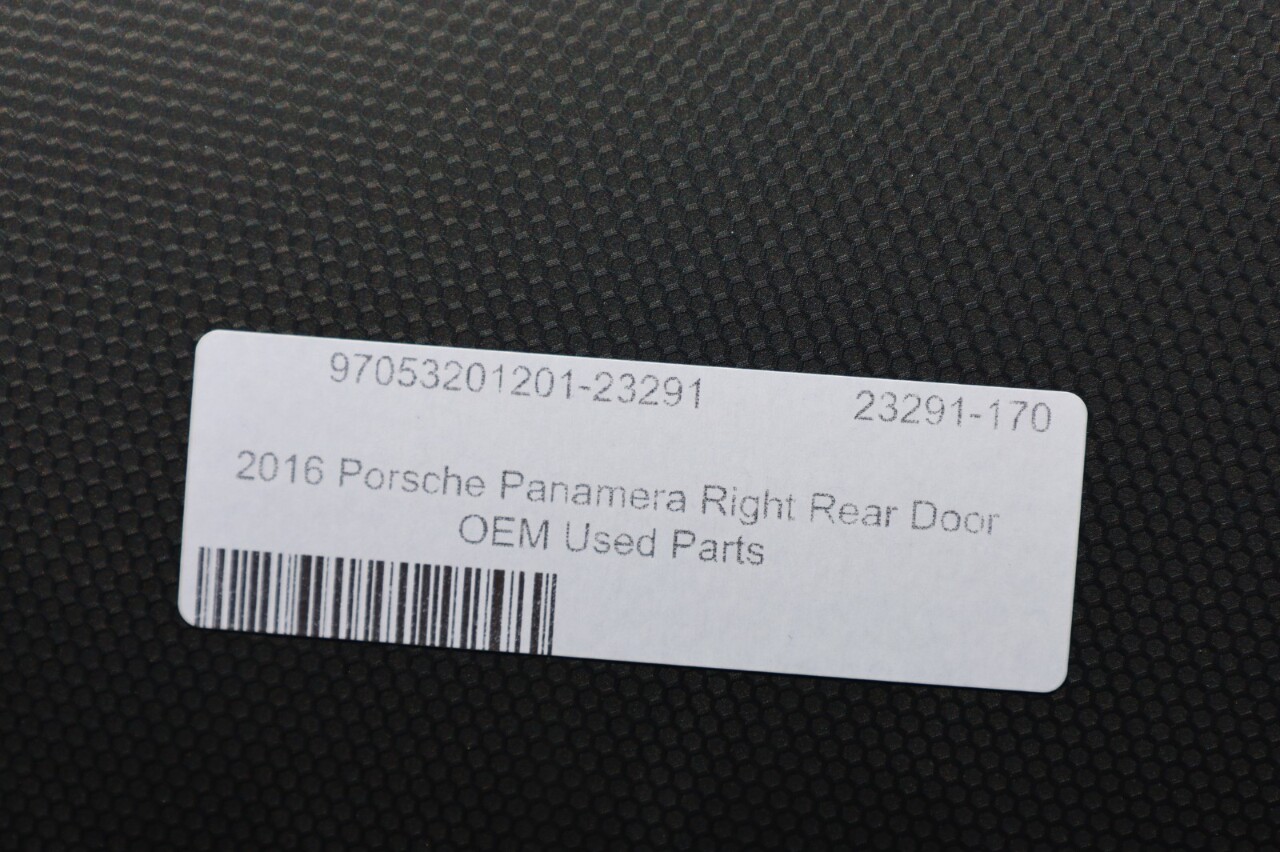 97053201201-23291 23291-170
2016 Porsche Panamera Right Rear Door
OEM Used Parts